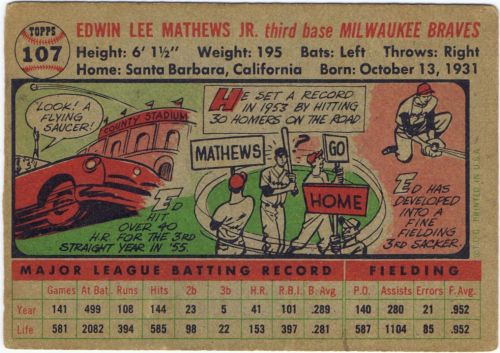 TOPPS
107
EDWIN LEE MATHEWS JR. third base MILWAUKEE BRAVES
Height: 6' 1½" Weight: 195 Bats: Left Throws: Right
Home: Santa Barbara, California Born: October 13, 1931
"LOOK! A
FLYING
SAUCER!"
COUNTY STADIUM
ED
HIT
OVER 40
H.R. FOR THE 3RD
STRAIGHT YEAR IN '55.
HE SET A RECORD
IN 1953 BY HITTING
30 HOMERS ON THE ROAD
MATHEWS
GO
HOME
ED HAS
DEVELOPED
INTO A
FINE
FIELDING
3RD SACKER.
PRINTED IN U.S.A.
MAJOR LEAGUE BATTING RECORD FIELDING
Games At Bat Runs Hits 2b 3b H.R. R.B.I. B. Avg. P.O. Assists Errors F. Avg.
Year 141 499 108 144 23 5 41 101 .289 140 280 21 .952
Life 581 2082 394 582 98 22 153 397 .281 587 1104 85 .952